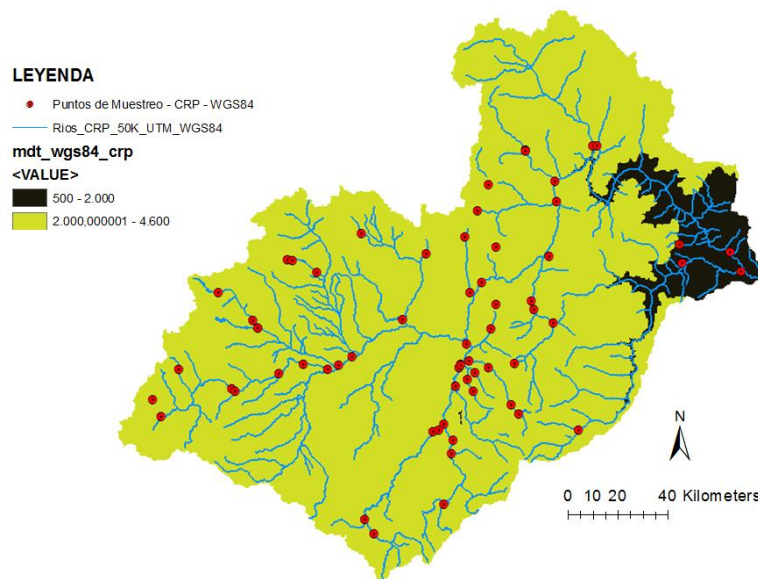 LEYENDA
Puntos de Muestreo - CRP - WGS84
Rios_CRP_50K_UTM_WGS84
mdt_wgs84_crp
<VALUE>
500 - 2.000
2.000,000001 - 4.600
N
0 10 20 40 Kilometers